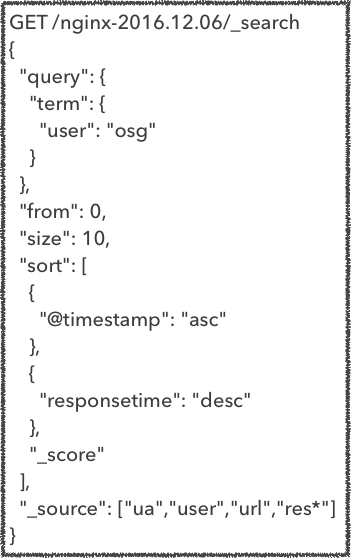 GET /nginx-2016.12.06/_search
{
  "query": {
    "term": {
      "user": "osg"
    }
  },
  "from": 0,
  "size": 10,
  "sort": [
    {
      "@timestamp": "asc"
    },
    {
      "responsetime": "desc"
    },
    "_score"
  ],
  "_source": ["ua","user","url","res*"]
}